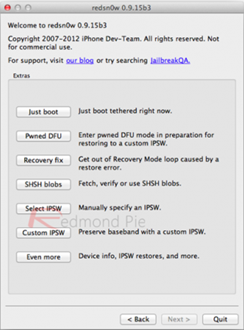 redsn0w 0.9.15b3
Welcome to redsn0w 0.9.15b3
Copyright 2007-2012 iPhone Dev-Team. All rights reserved. Not
for commercial use.
For support, visit our blog or try searching JailbreakQA.
Extras
Just boot Just boot tethered right now.
Pwned DFU Enter pwned DFU mode in preparation for
restoring to a custom IPSW.
Recovery fix Get out of Recovery Mode loop caused by a
restore error.
SHSH blobs Fetch, verify or use SHSH blobs.
Select IPSW Manually specify an IPSW.
Redmond Pie
Custom IPSW Preserve baseband with a custom IPSW.
Even more Device info, IPSW restores, and more.
< Back Next > Quit